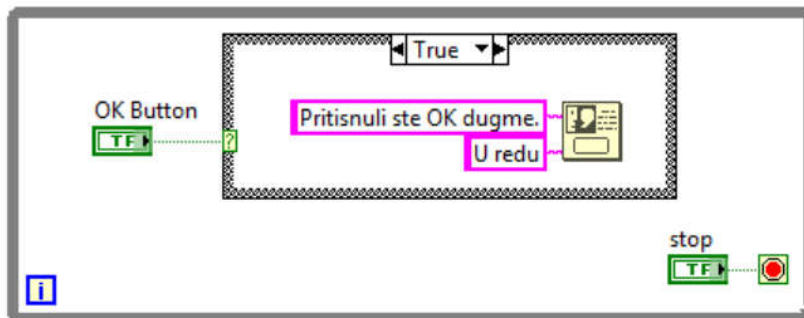 True
OK Button
TF
?
Pritisnuli ste OK dugme.
U redu
stop
TF
i